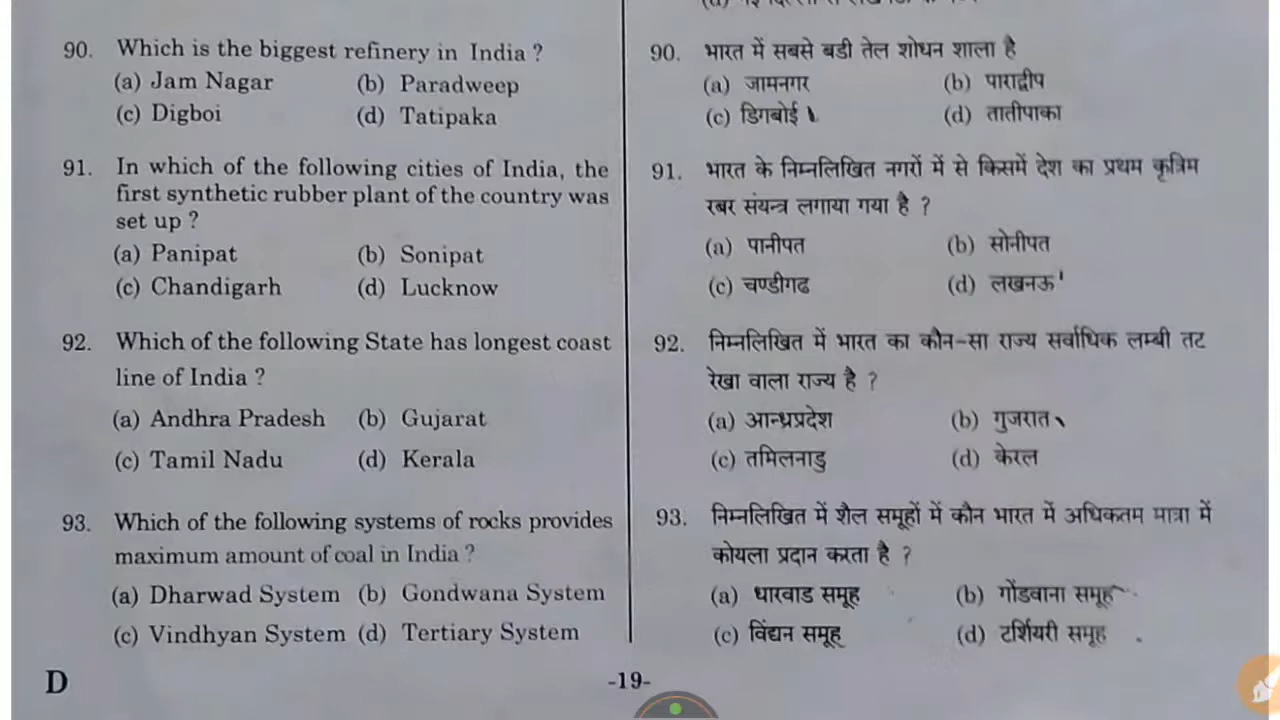 90. Which is the biggest refinery in India ?
(a) Jam Nagar (b) Paradweep
(c) Digboi (d) Tatipaka
91. In which of the following cities of India, the
first synthetic rubber plant of the country was
set up ?
(a) Panipat (b) Sonipat
(c) Chandigarh (d) Lucknow
92. Which of the following State has longest coast
line of India ?
(a) Andhra Pradesh (b) Gujarat
(c) Tamil Nadu (d) Kerala
93. Which of the following systems of rocks provides
maximum amount of coal in India ?
(a) Dharwad System (b) Gondwana System
(c) Vindhyan System (d) Tertiary System
90. भारत में सबसे बडी तेल शोधन शाला है
(a) जामनगर (b) पाराद्वीप
(c) डिगबोई (d) तातीपाका
91. भारत के निम्नलिखित नगरों में से किसमें देश का प्रथम कृत्रिम
रबर संयन्त्र लगाया गया है ?
(a) पानीपत (b) सोनीपत
(c) चण्डीगढ (d) लखनऊ
92. निम्नलिखित में भारत का कौन-सा राज्य सर्वाधिक लम्बी तट
रेखा वाला राज्य है ?
(a) आन्ध्रप्रदेश (b) गुजरात
(c) तमिलनाडु (d) केरल
93. निम्नलिखित में शैल समूहों में कौन भारत में अधिकतम मात्रा में
कोयला प्रदान करता है ?
(a) धारवाड समूह (b) गोंडवाना समूह
(c) विंद्यन समूह (d) टर्शियरी समूह
D -19-